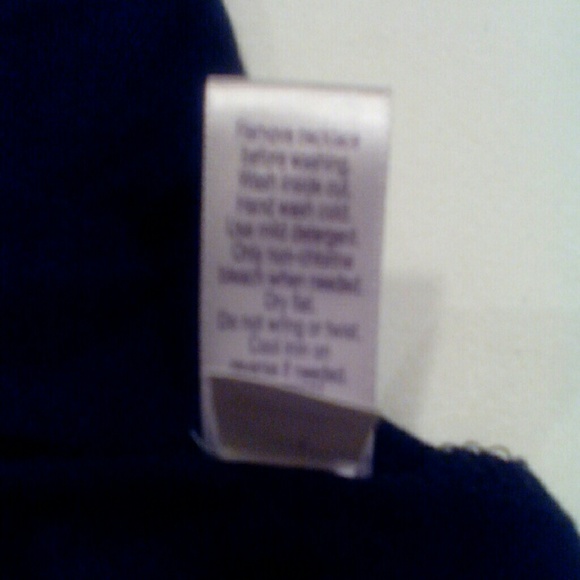 Remove necklace
before washing.
Wash inside out.
Hand wash cold.
Use mild detergent.
Only non-chlorine
bleach when needed.
Dry flat.
Do not wring or twist.
Cool iron on
reverse if needed.